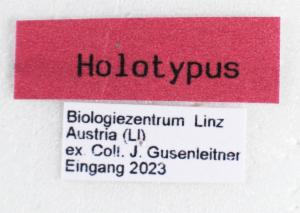 Holotypus
Biologiezentrum Linz
Austria (LI)
ex. Coll. J. Gusenleitner
Eingang 2023